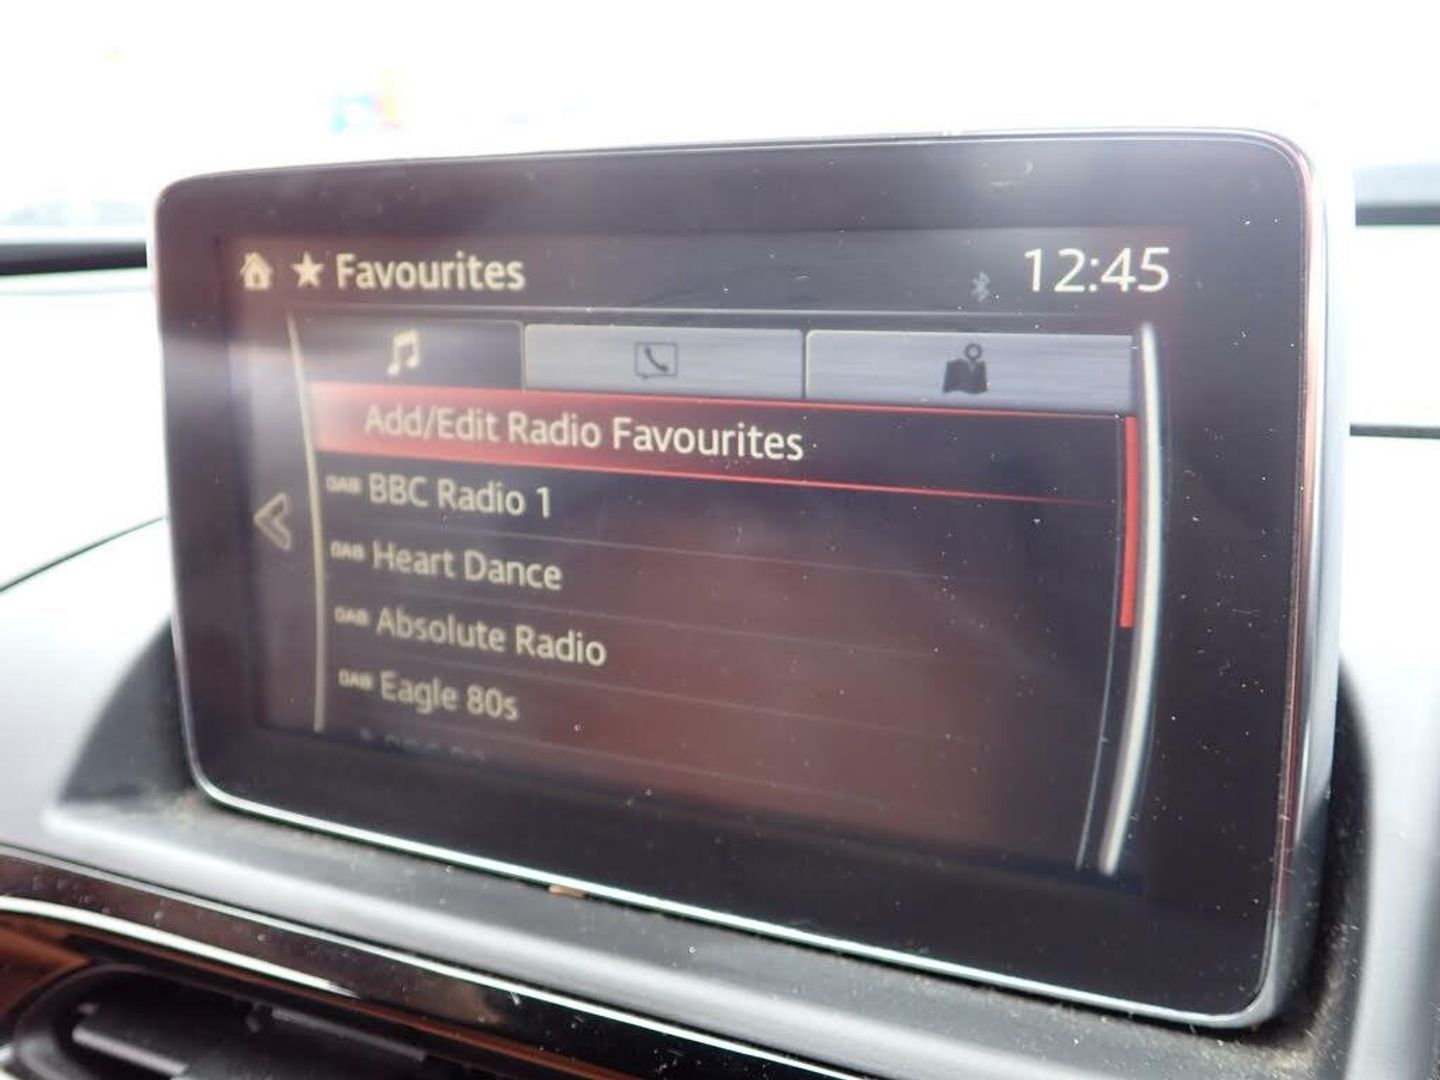 Favourites 12:45
Add/Edit Radio Favourites
DAB BBC Radio 1
DAB Heart Dance
DAB Absolute Radio
DAB Eagle 80s